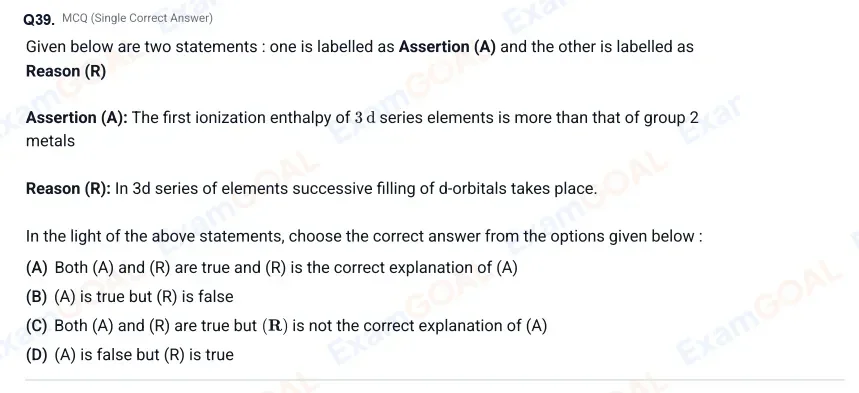 Q39. MCQ (Single Correct Answer)
Given below are two statements : one is labelled as Assertion (A) and the other is labelled as
Reason (R)
Assertion (A): The first ionization enthalpy of 3 d series elements is more than that of group 2
metals
Reason (R): In 3d series of elements successive filling of d-orbitals takes place.
In the light of the above statements, choose the correct answer from the options given below :
(A) Both (A) and (R) are true and (R) is the correct explanation of (A)
(B) (A) is true but (R) is false
(C) Both (A) and (R) are true but (R) is not the correct explanation of (A)
(D) (A) is false but (R) is true
ExamGOAL